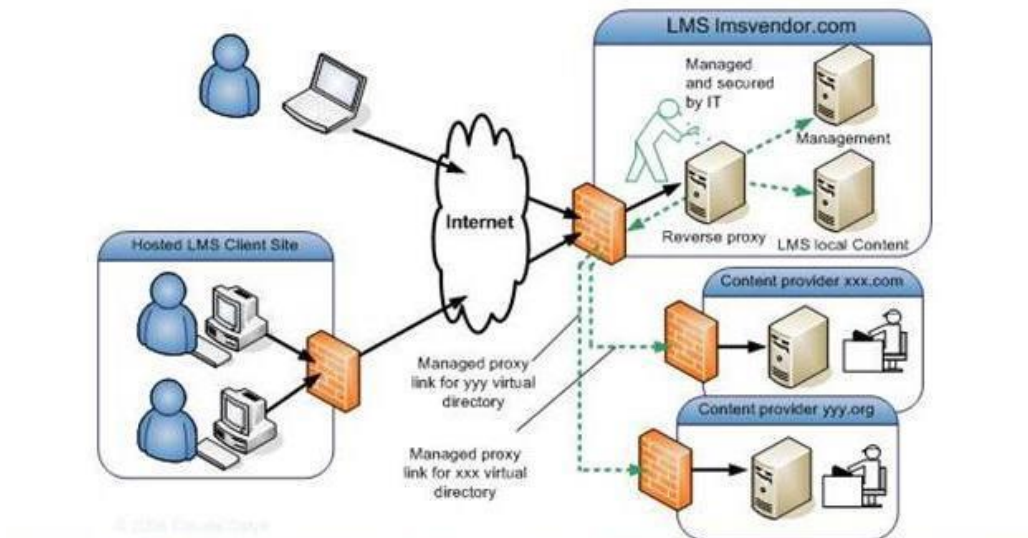 LMS lmsvendor.com
Managed
and secured
by IT
Management
Internet
Reverse proxy
LMS local Content
Hosted LMS Client Site
Content provider xxx.com
Managed proxy
link for yyy virtual
directory
Content provider yyy.org
Managed proxy
link for xxx virtual
directory